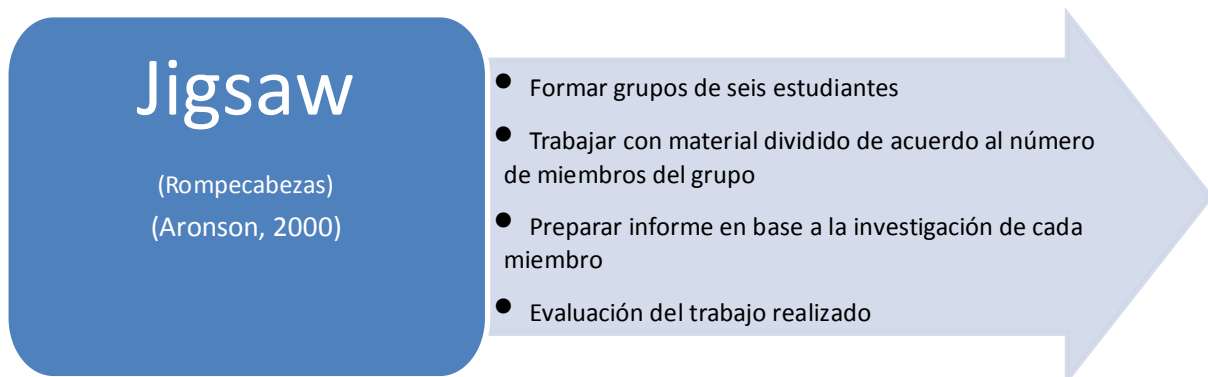 Jigsaw
(Rompecabezas)
(Aronson, 2000)
• Formar grupos de seis estudiantes
• Trabajar con material dividido de acuerdo al número
de miembros del grupo
• Preparar informe en base a la investigación de cada
miembro
• Evaluación del trabajo realizado